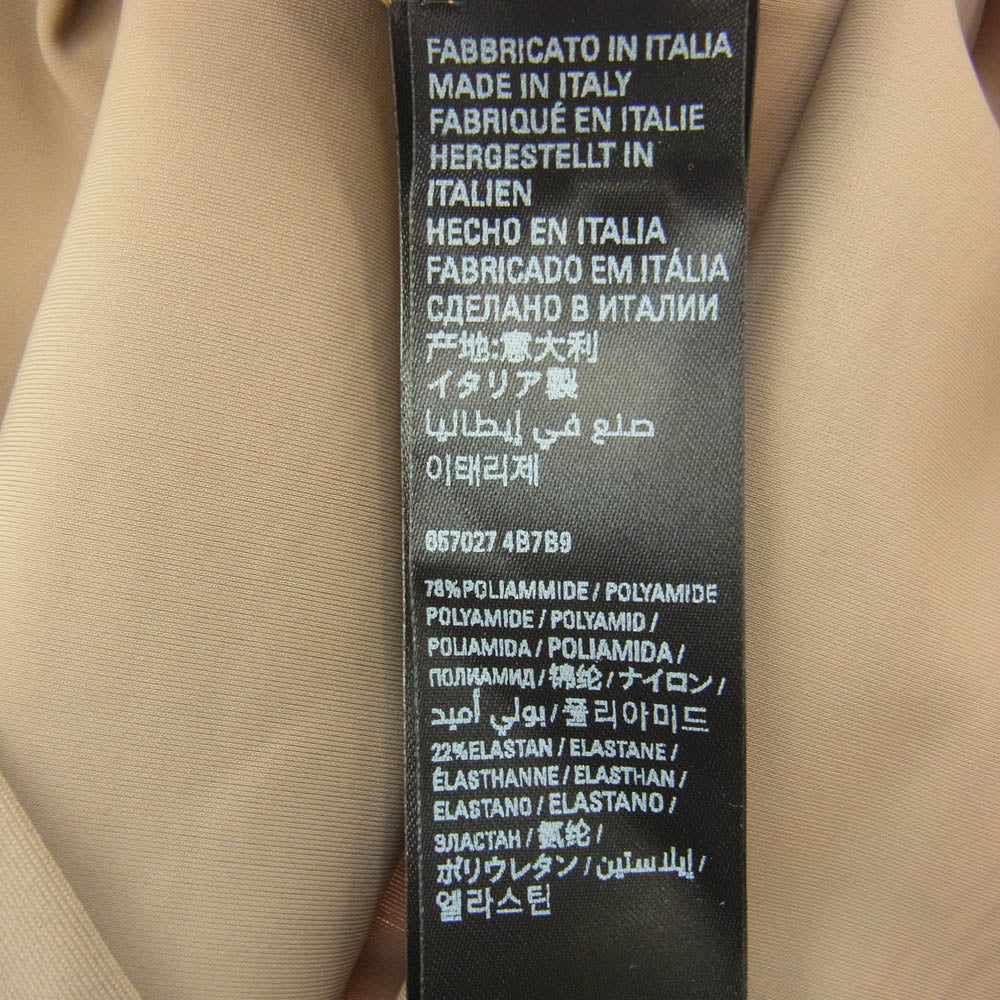 FABBRICATO IN ITALIA
MADE IN ITALY
FABRIQUÉ EN ITALIE
HERGESTELLT IN
ITALIEN
HECHO EN ITALIA
FABRICADO EM ITÁLIA
СДЕЛАНО В ИТАЛИИ
产地:意大利
イタリア製
صنع في إيطاليا
이태리제
657027 4B7B9
78%POLIAMMIDE / POLYAMIDE
POLYAMIDE / POLYAMID /
POLIAMIDA / POLIAMIDA /
ПОЛИАМИД / 锦纶 / ナイロン /
بولي أميد / 폴리아미드
22%ELASTAN / ELASTANE /
ÉLASTHANNE / ELASTHAN /
ELASTANO / ELASTANO /
ЭЛАСТАН / 氨纶 /
ポリウレタン / إيلاستين /
엘라스틴